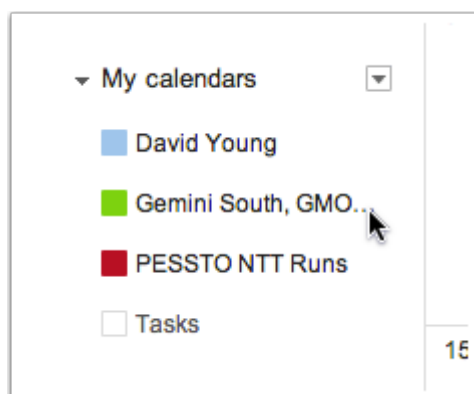 My calendars
David Young
Gemini South, GMO...
PESSTO NTT Runs
Tasks
15